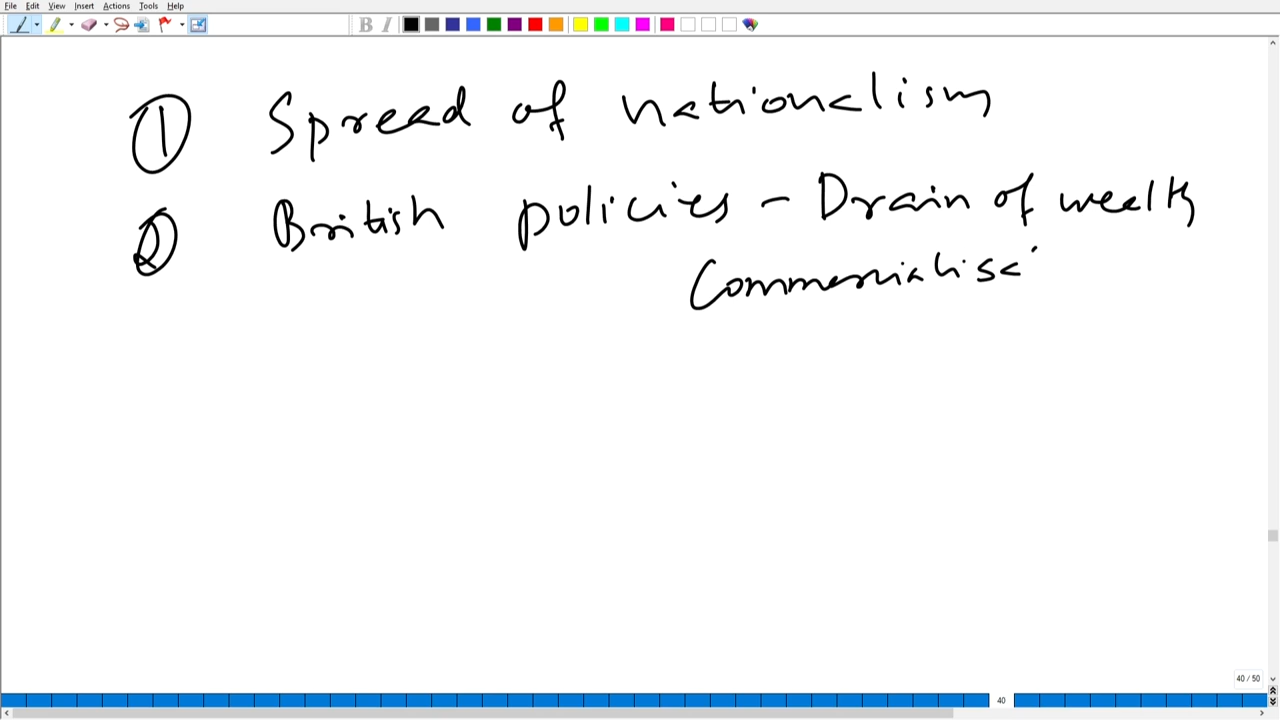 File Edit View Insert Actions Tools Help
B I
① Spread of nationalism
② British policies - Drain of wealth
Commercialisa
40 / 50
40